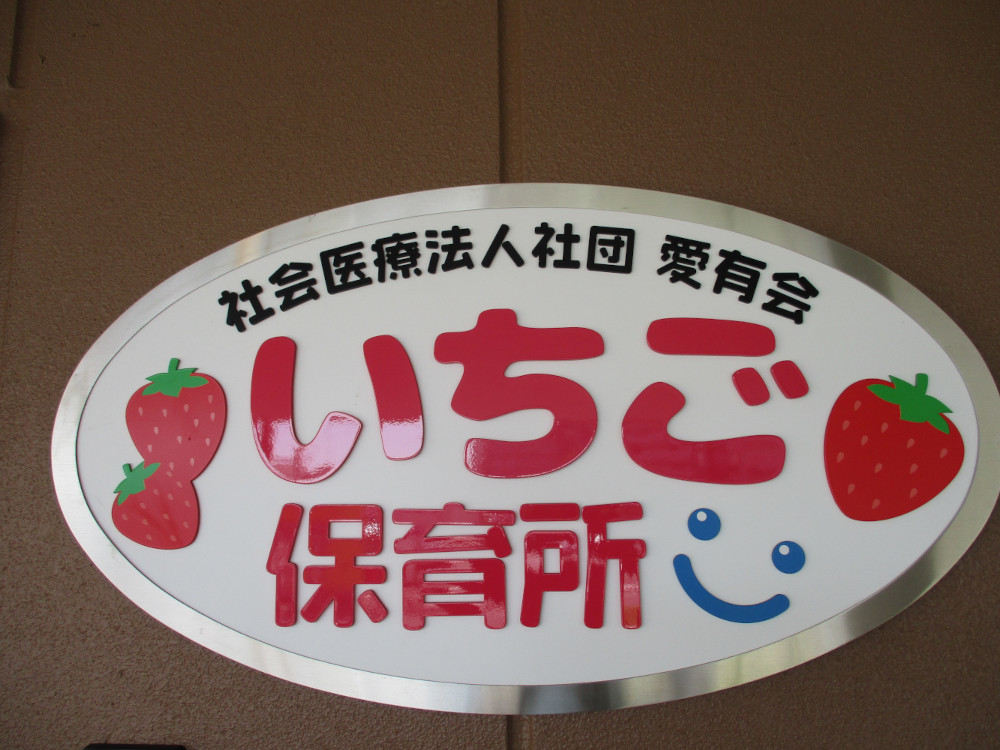 社会医療法人社団 愛有会
いちご
保育所